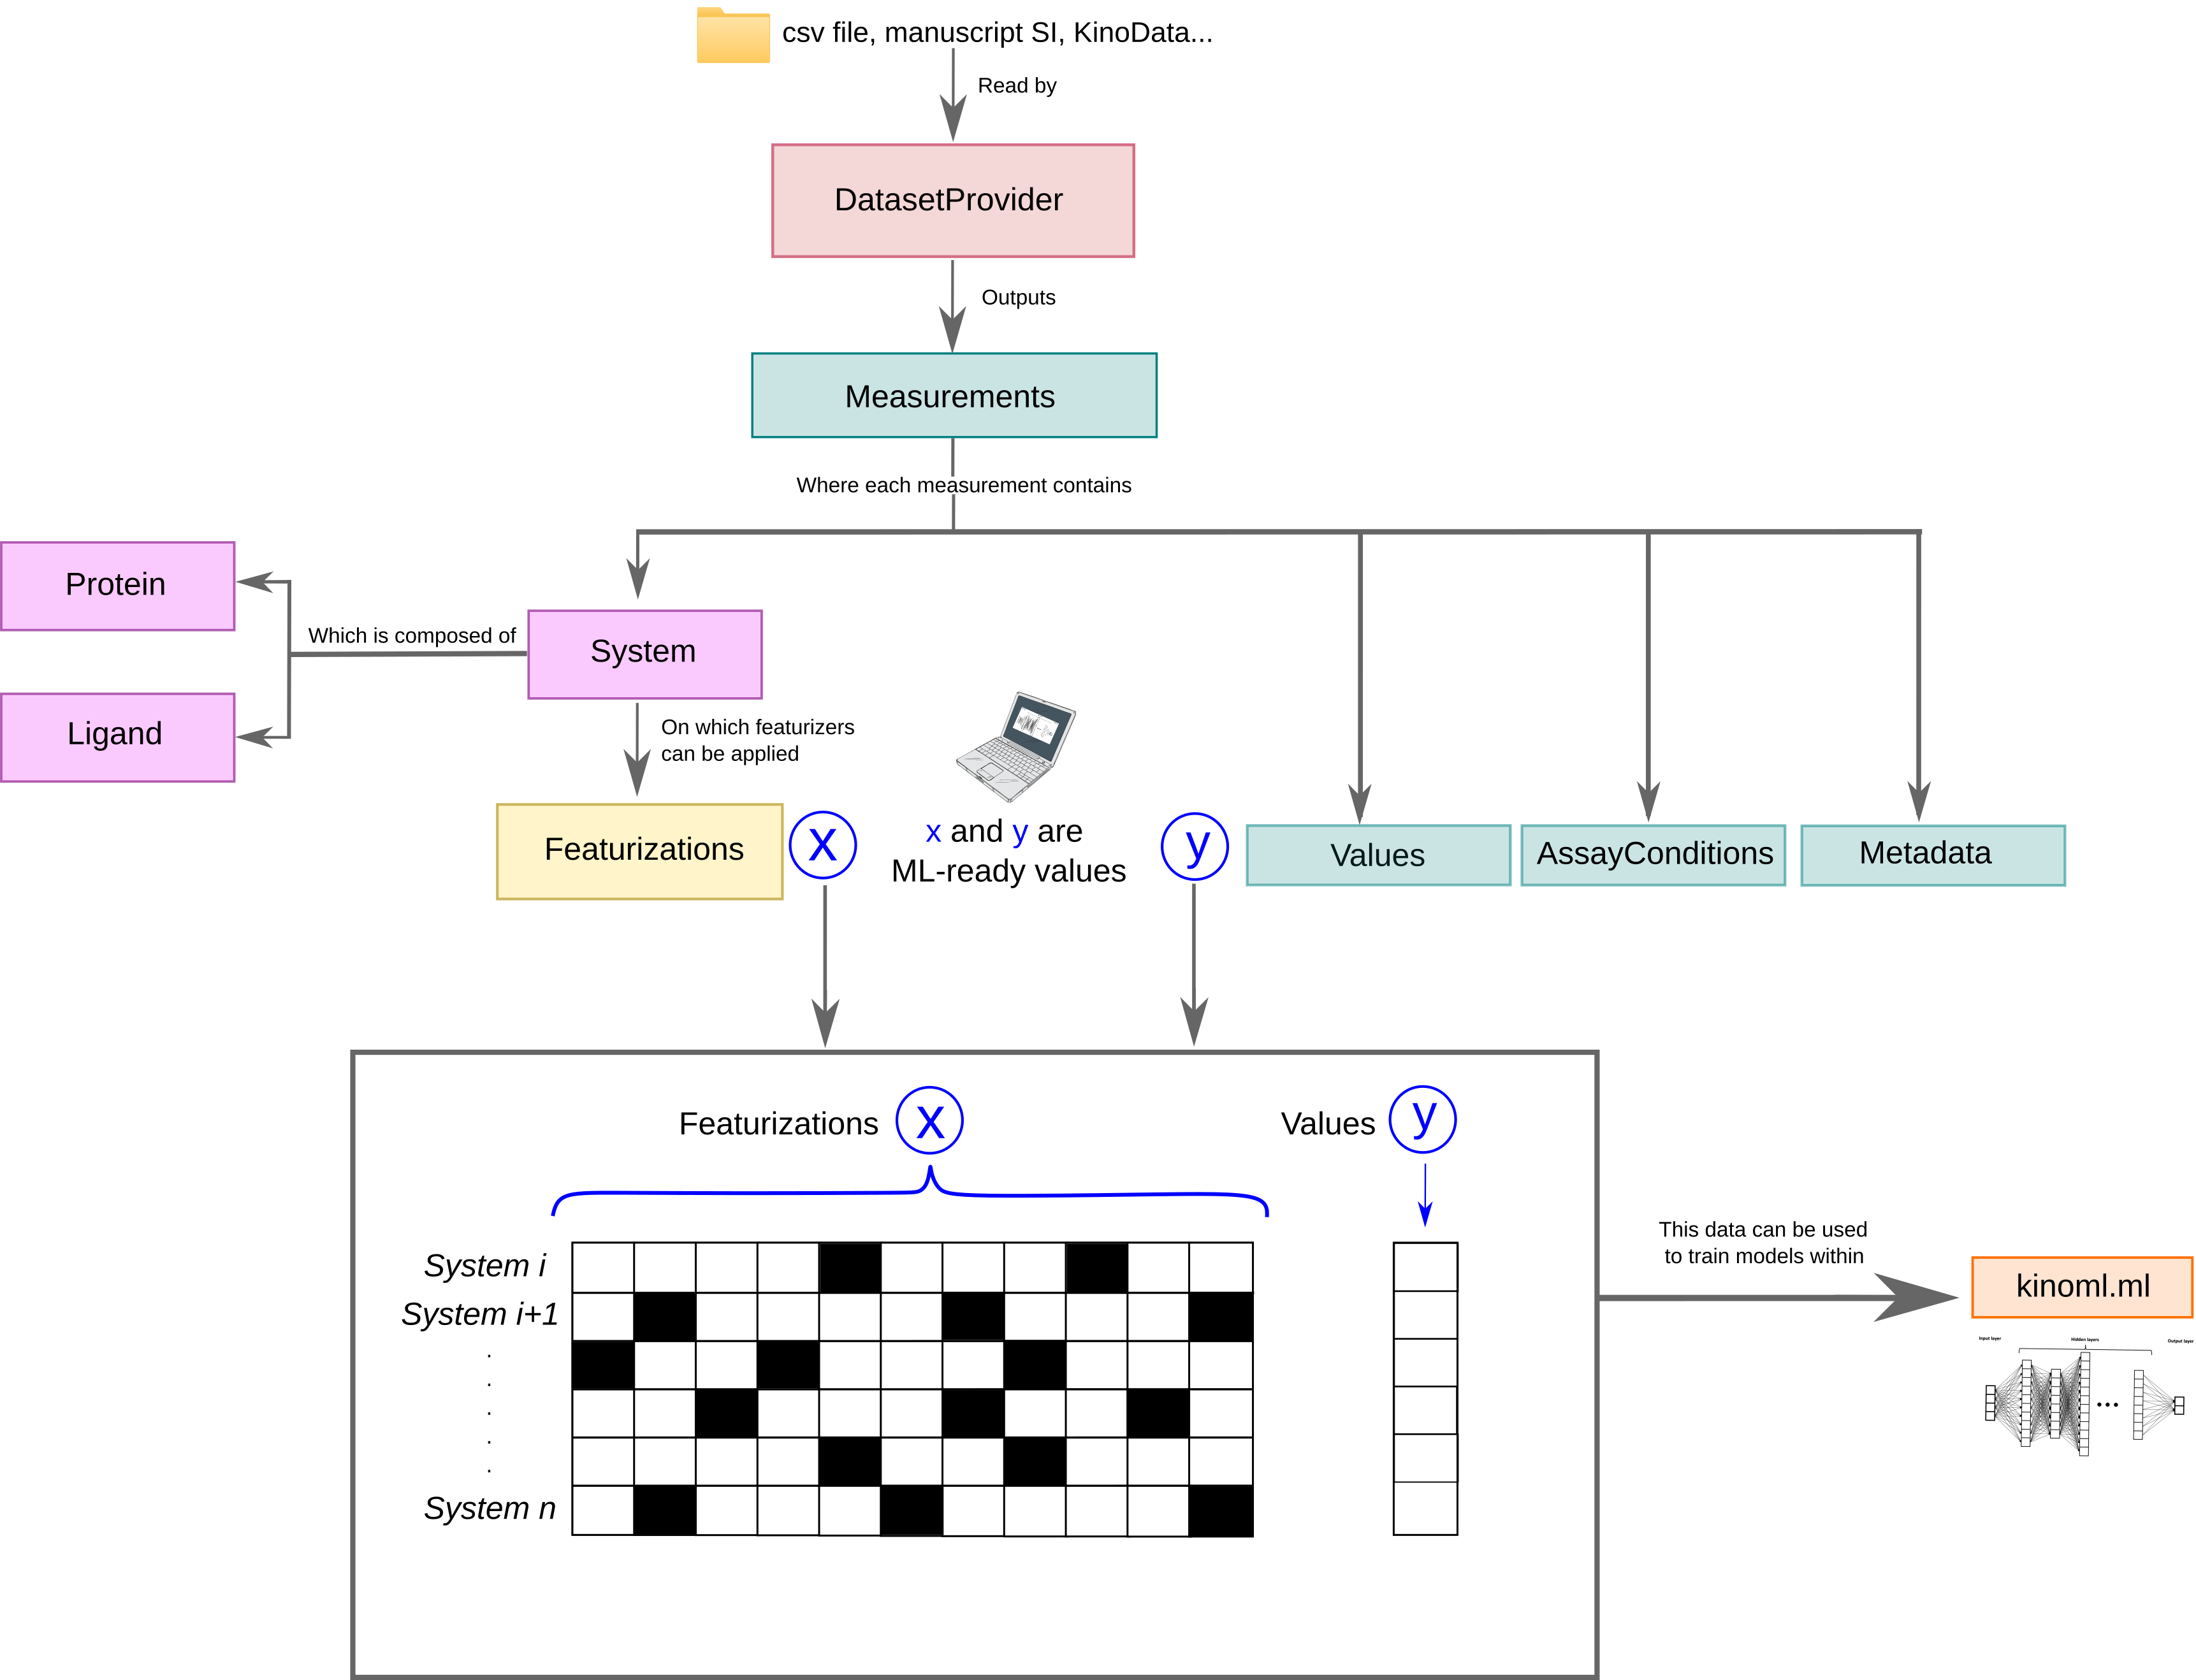 csv file, manuscript SI, KinoData...
Read by
DatasetProvider
Outputs
Measurements
Where each measurement contains
Protein
Which is composed of
System
Ligand
On which featurizers
can be applied
Featurizations
x
x and y are
ML-ready values
y
Values
AssayConditions
Metadata
Featurizations
x
Values
y
System i
System i+1
.
.
.
.
.
System n
This data can be used
to train models within
kinoml.ml
Input layer
Hidden layers
Output layer
...